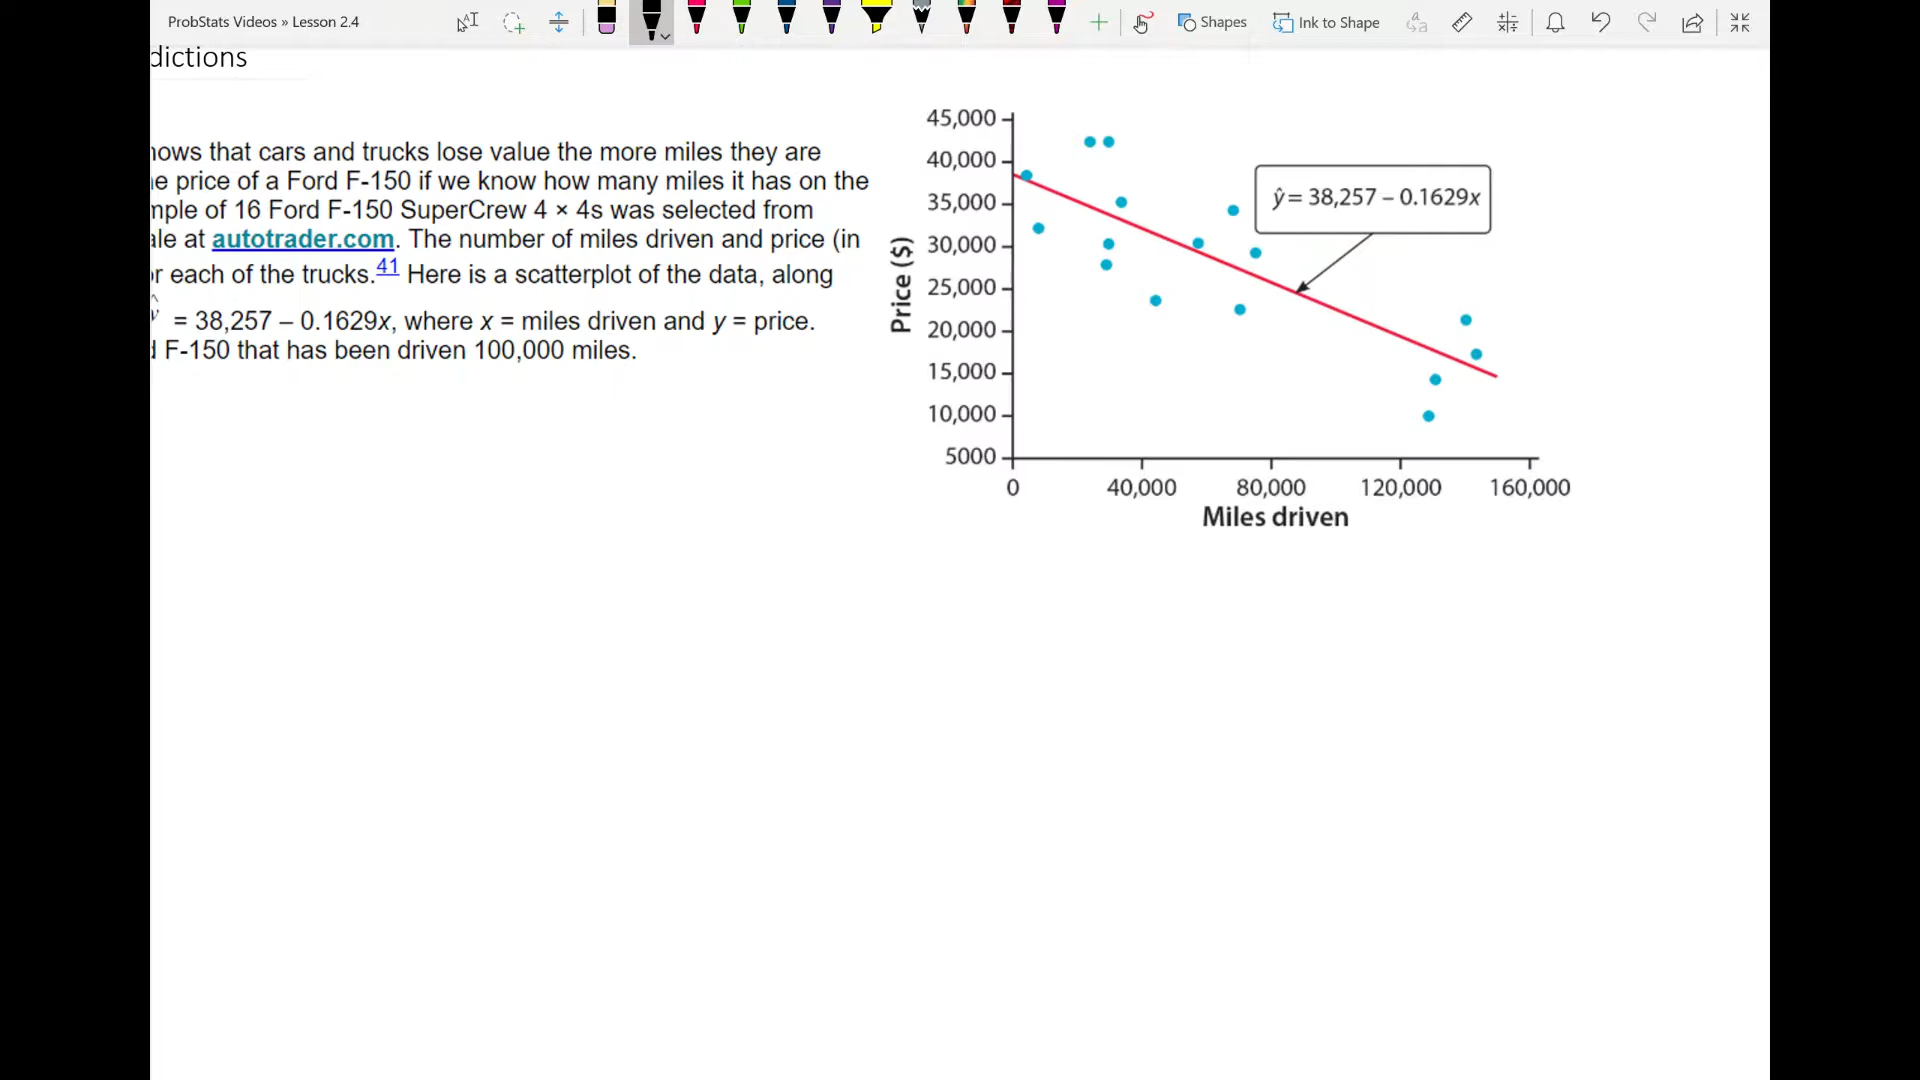 ProbStats Videos » Lesson 2.4
Shapes
Ink to Shape
dictions
hows that cars and trucks lose value the more miles they are
e price of a Ford F-150 if we know how many miles it has on the
mple of 16 Ford F-150 SuperCrew 4 × 4s was selected from
ale at autotrader.com. The number of miles driven and price (in
or each of the trucks.41 Here is a scatterplot of the data, along
= 38,257 – 0.1629x, where x = miles driven and y = price.
d F-150 that has been driven 100,000 miles.
45,000
40,000
35,000
30,000
25,000
20,000
15,000
10,000
5000
Price ($)
ŷ = 38,257 – 0.1629x
0 40,000 80,000 120,000 160,000
Miles driven